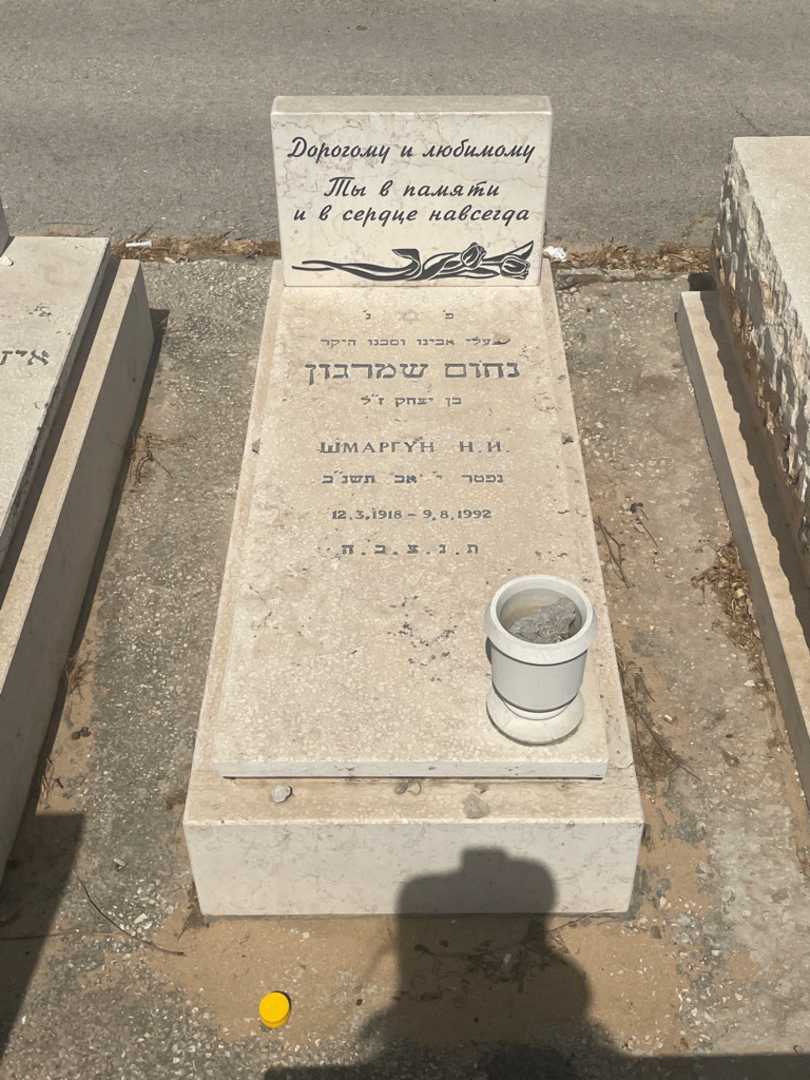 Дорогому и любимому
Ты в памяти
и в сердце навсегда
פ' נ'
בעלי אבינו וסבנו היקר
נחום שמרגון
בן יצחק ז"ל
ШМАРГУН Н.И.
נפטר י' אב תשנ"ב
12.3.1918 – 9.8.1992
ת.נ.צ.ב.ה